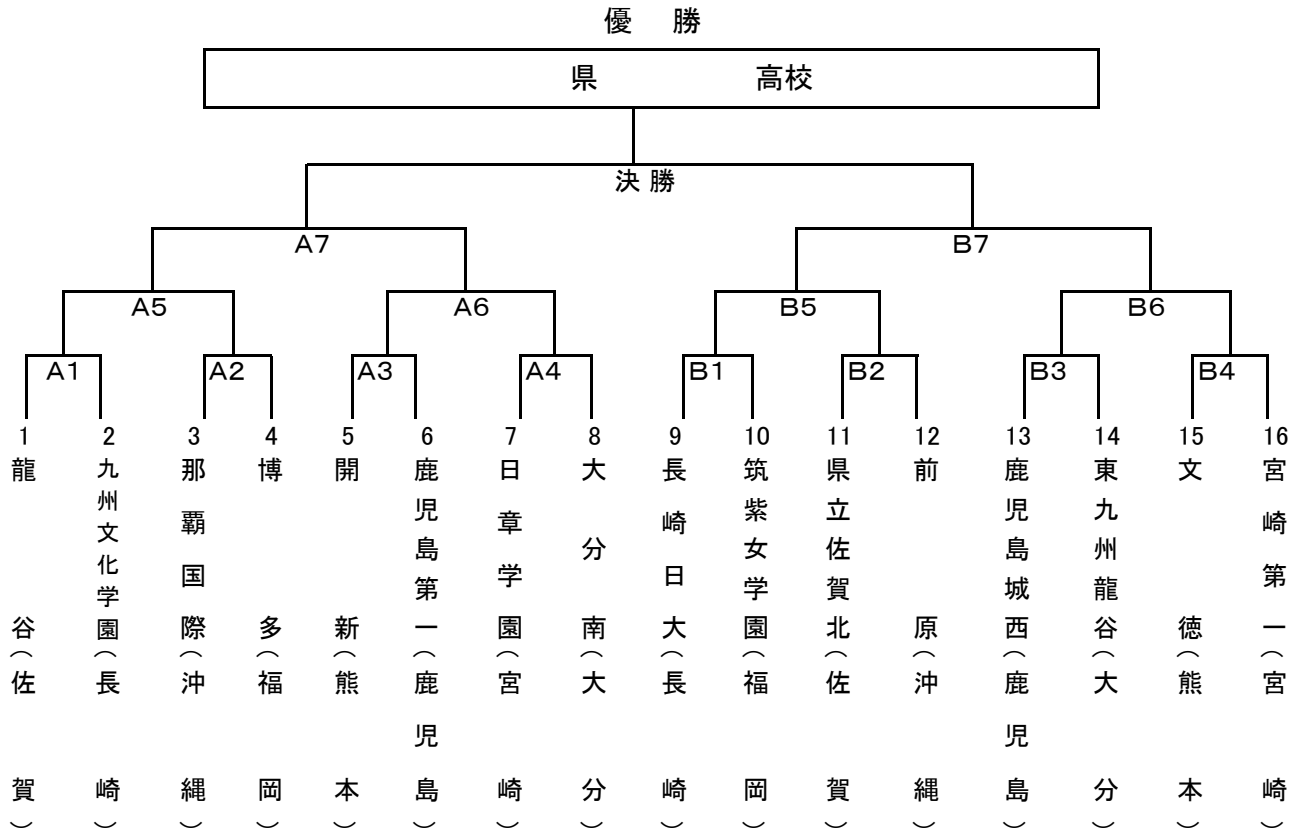 優 勝
県 高校
決勝
A7 B7
A5 A6 B5 B6
A1 A2 A3 A4 B1 B2 B3 B4
1 龍谷(佐賀)
2 九州文化学園(長崎)
3 那覇国際(沖縄)
4 博多(福岡)
5 開新(熊本)
6 鹿児島第一(鹿児島)
7 日章学園(宮崎)
8 大分南(大分)
9 長崎日大(長崎)
10 筑紫女学園(福岡)
11 県立佐賀北(佐賀)
12 前原(沖縄)
13 鹿児島城西(鹿児島)
14 東九州龍谷(大分)
15 文徳(熊本)
16 宮崎第一(宮崎)